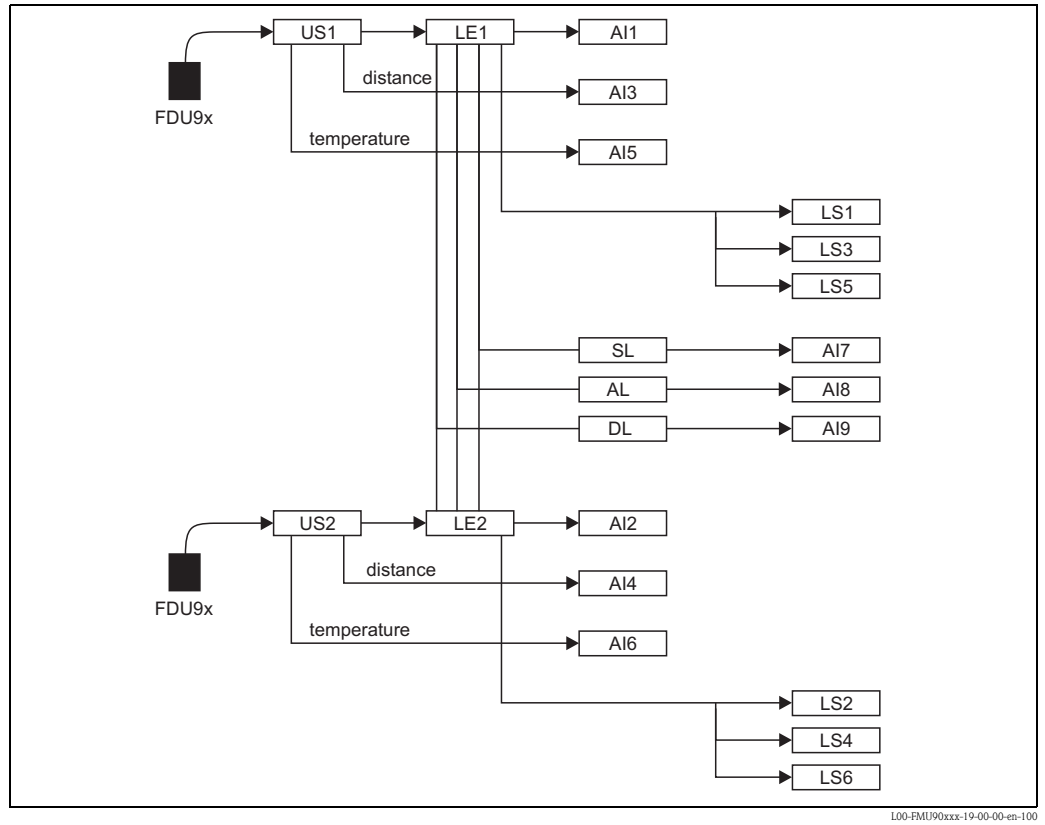 US1 LE1 AI1
distance
AI3
FDU9x
temperature
AI5
LS1
LS3
LS5
SL AI7
AL AI8
DL AI9
US2 LE2 AI2
distance
AI4
FDU9x
temperature
AI6
LS2
LS4
LS6
L00-FMU90xxx-19-00-00-en-100